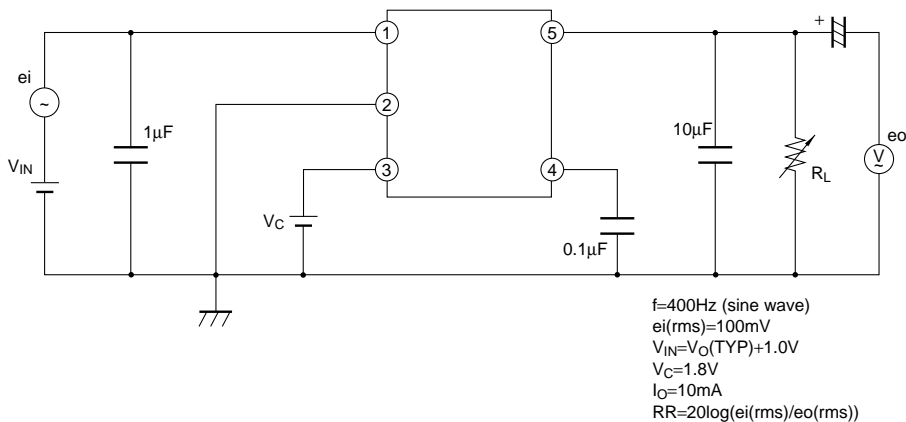 +
1
5
ei
~
2
1μF
10μF
eo
V
~
VIN
3
4
RL
VC
0.1μF
f=400Hz (sine wave)
ei(rms)=100mV
VIN=VO(TYP)+1.0V
VC=1.8V
IO=10mA
RR=20log(ei(rms)/eo(rms))